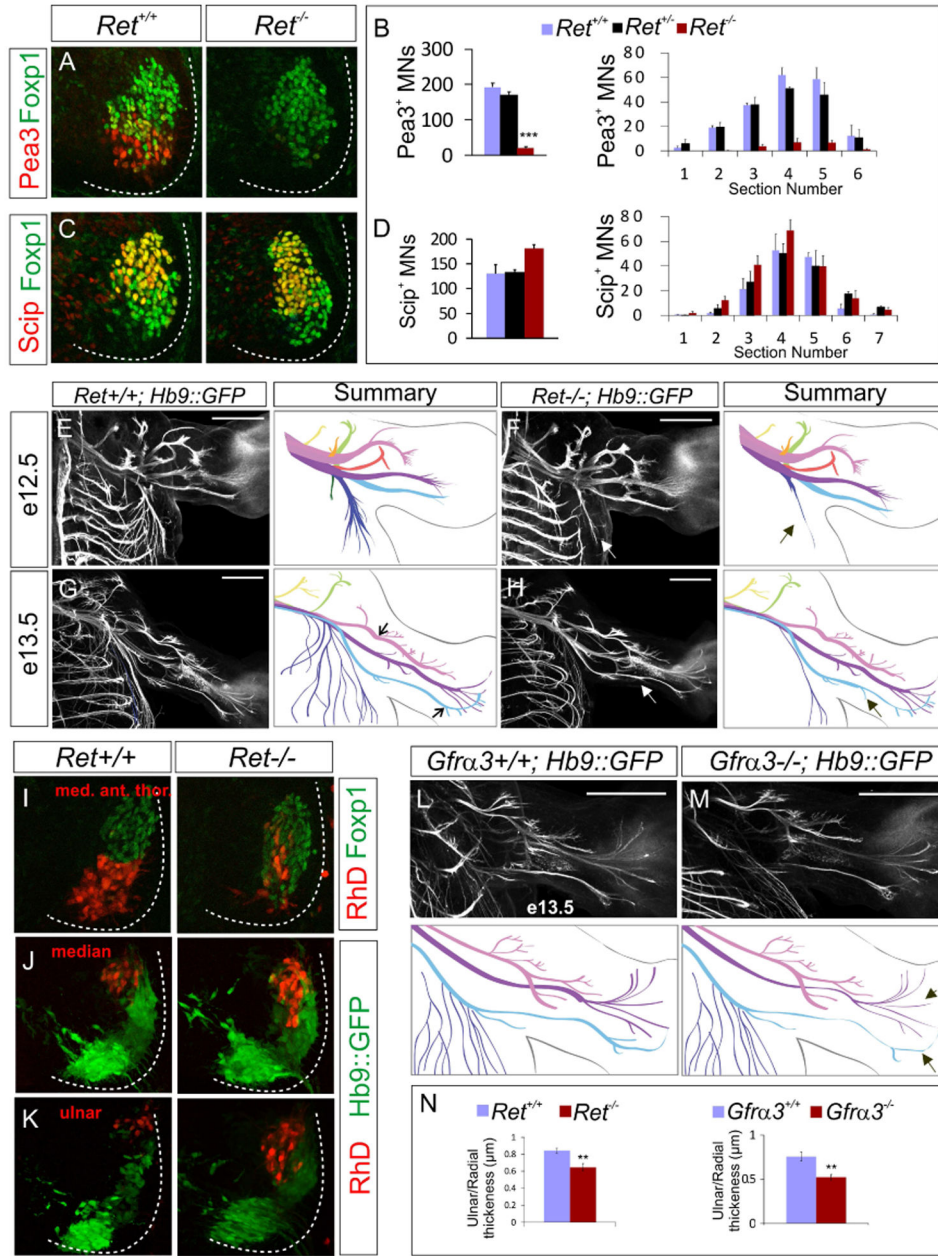 Ret+/+
Ret-/-
A
Pea3 Foxp1
C
Scip Foxp1
B
Ret+/+ Ret+/- Ret-/-
Pea3+ MNs
300
200
100
0
***
Pea3+ MNs
80
60
40
20
0
1 2 3 4 5 6
Section Number
D
Scip+ MNs
200
150
100
50
0
Scip+ MNs
80
60
40
20
0
1 2 3 4 5 6 7
Section Number
Ret+/+; Hb9::GFP
Summary
Ret-/-; Hb9::GFP
Summary
e12.5
E
F
e13.5
G
H
Ret+/+
Ret-/-
I
med. ant. thor.
RhD Foxp1
J
median
K
ulnar
RhD Hb9::GFP
Gfrα3+/+; Hb9::GFP
Gfrα3-/-; Hb9::GFP
L
e13.5
M
N
Ret+/+ Ret-/-
Ulnar/Radial
thickeness (μm)
1
0.8
0.6
0.4
0.2
0
**
Gfrα3+/+ Gfrα3-/-
Ulnar/Radial
thickeness (μm)
1
0.5
0
**